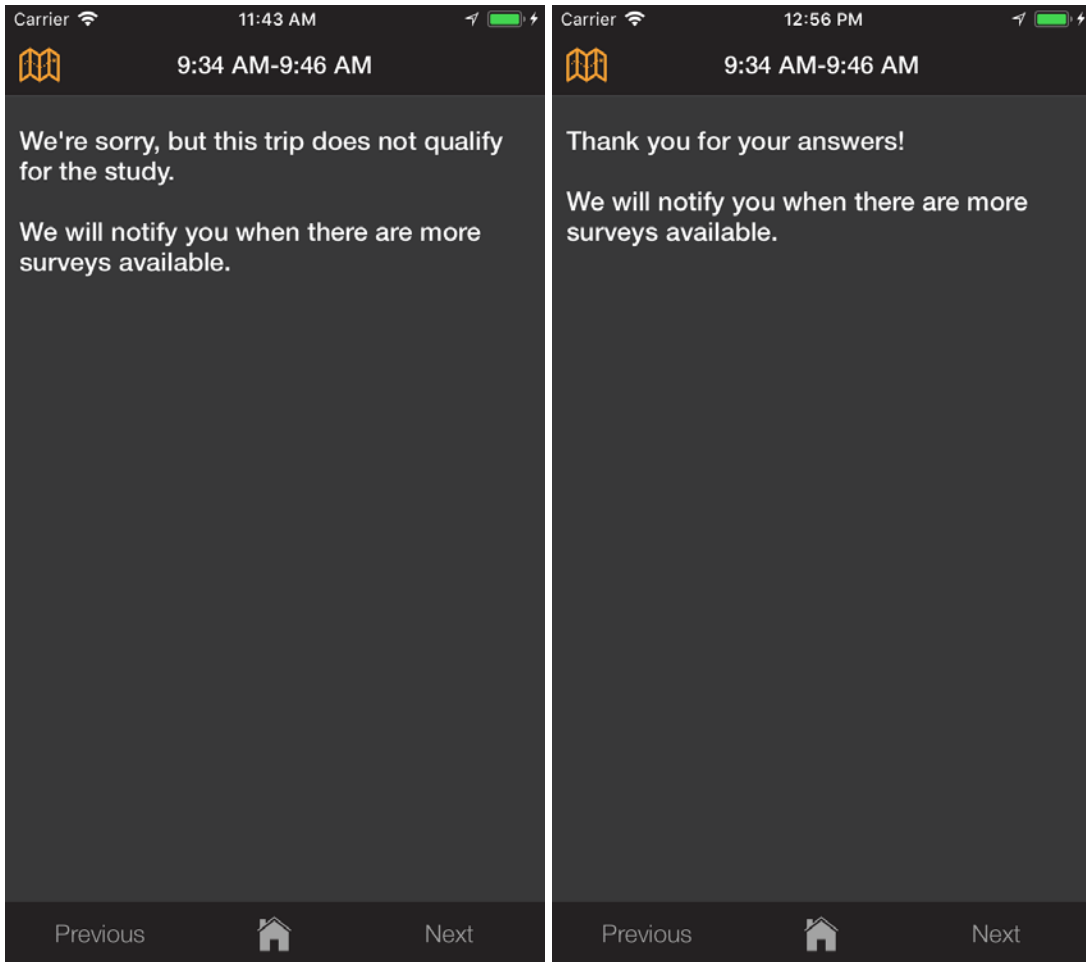 Carrier 11:43 AM
9:34 AM-9:46 AM
We're sorry, but this trip does not qualify
for the study.
We will notify you when there are more
surveys available.
Previous Next
Carrier 12:56 PM
9:34 AM-9:46 AM
Thank you for your answers!
We will notify you when there are more
surveys available.
Previous Next